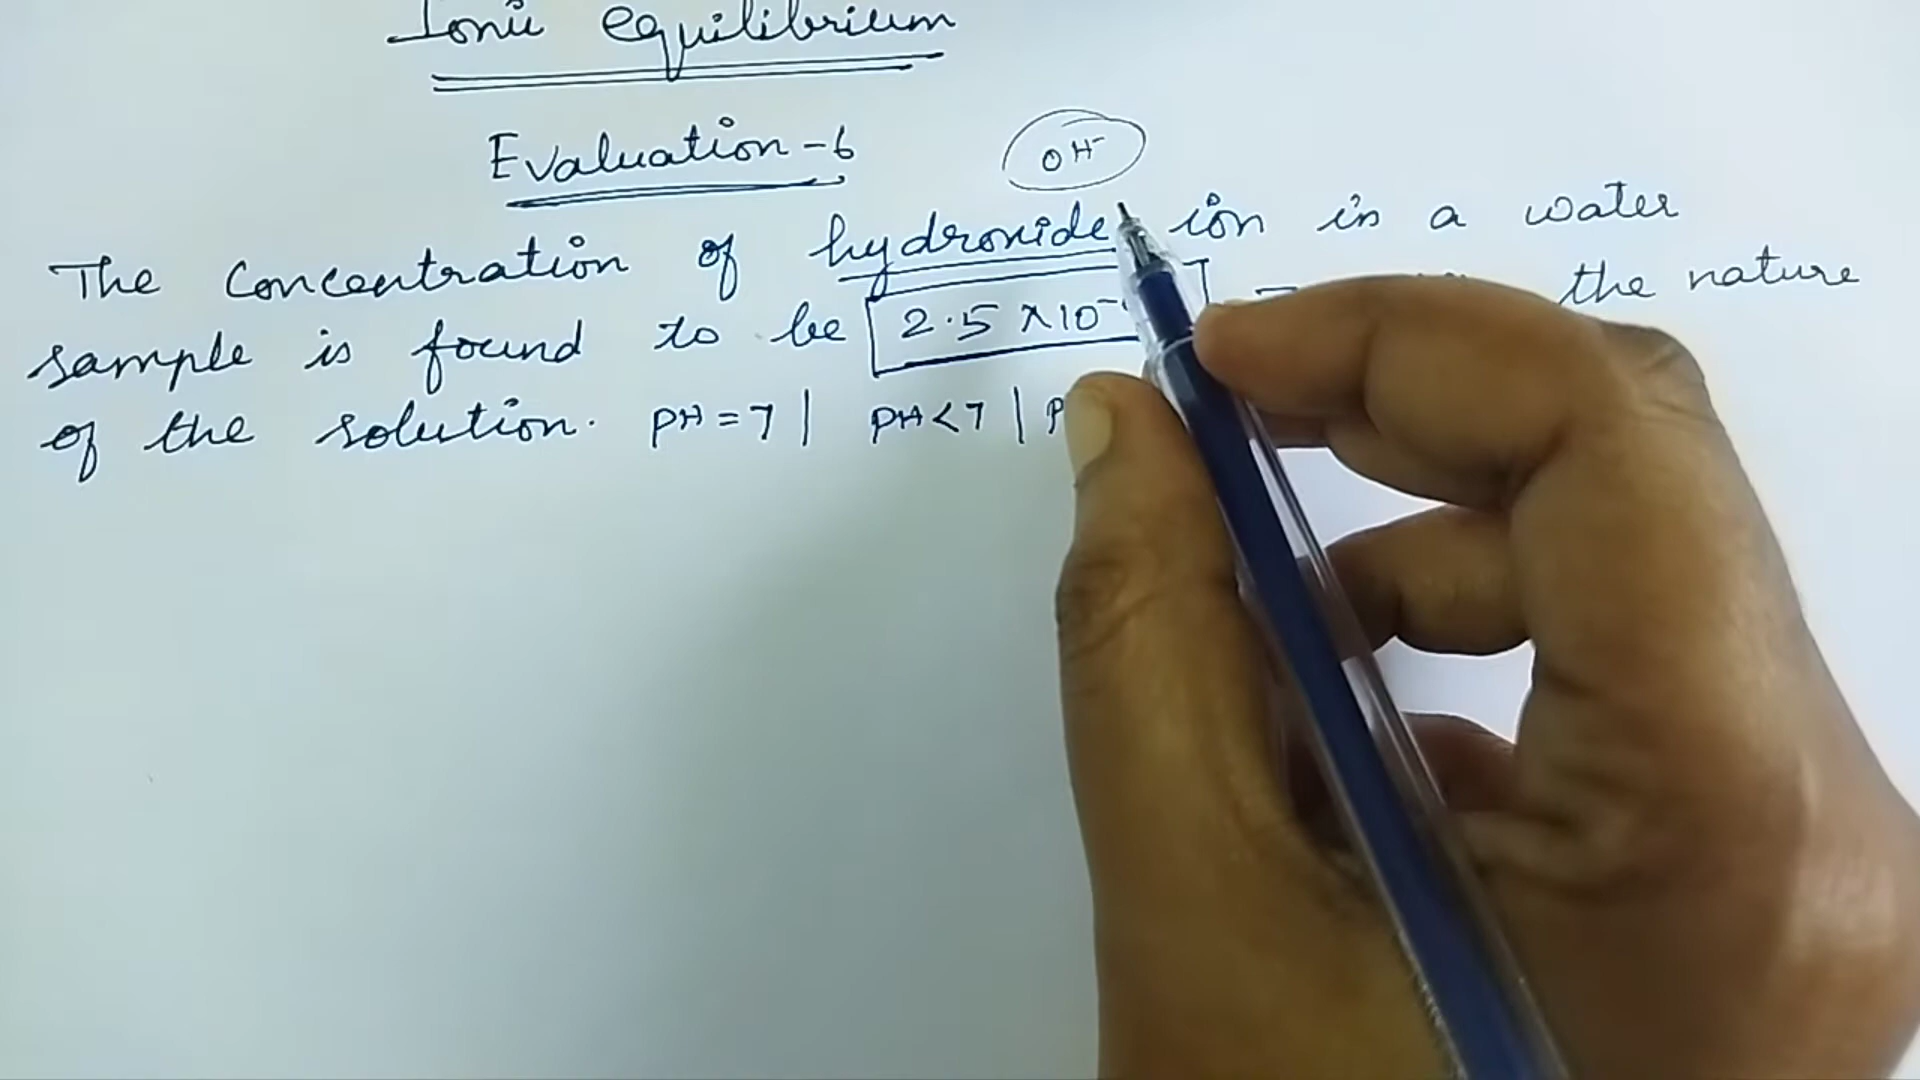 Ionic equilibrium
Evaluation-6
OH⁻
The concentration of hydroxide ion in a water
sample is found to be 2.5 × 10⁻ the nature
of the solution. PH = 7 | PH < 7 | P